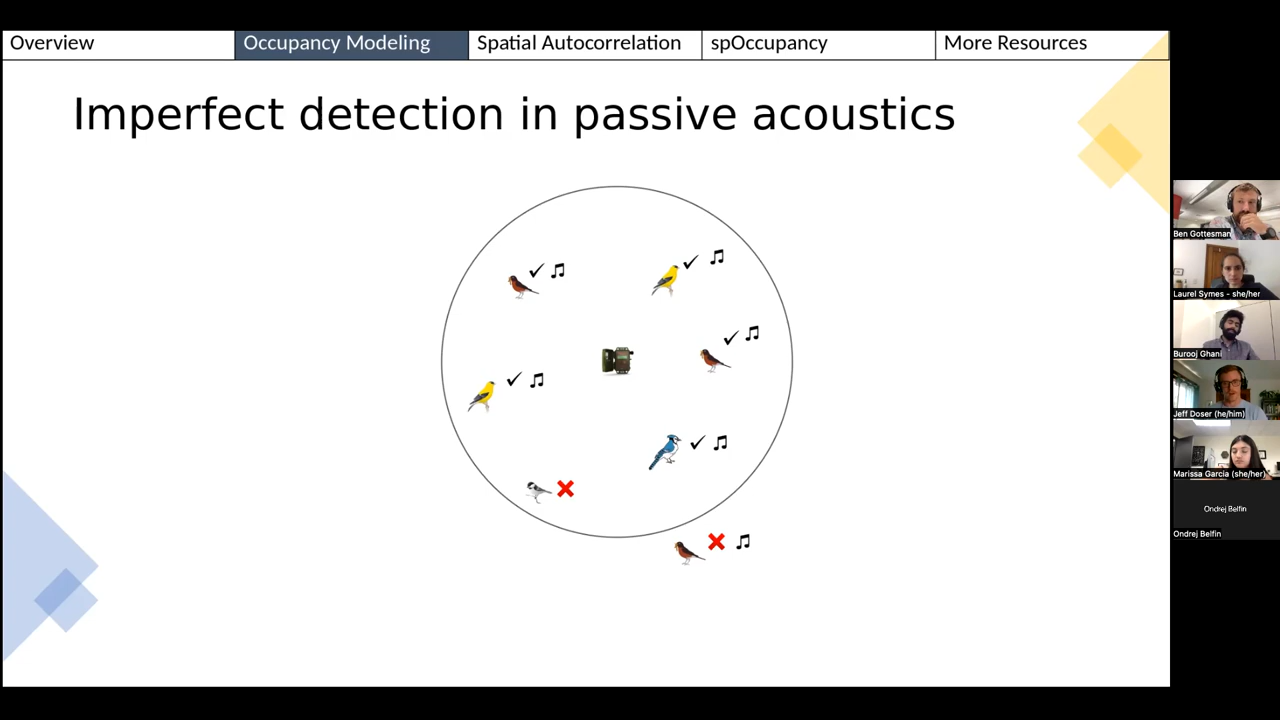 Overview
Occupancy Modeling
Spatial Autocorrelation
spOccupancy
More Resources
Imperfect detection in passive acoustics
Ben Gottesman
Laurel Symes - she/her
Burooj Ghani
Jeff Doser (he/him)
Marissa Garcia (she/her)
Ondrej Belfin
Ondrej Belfin